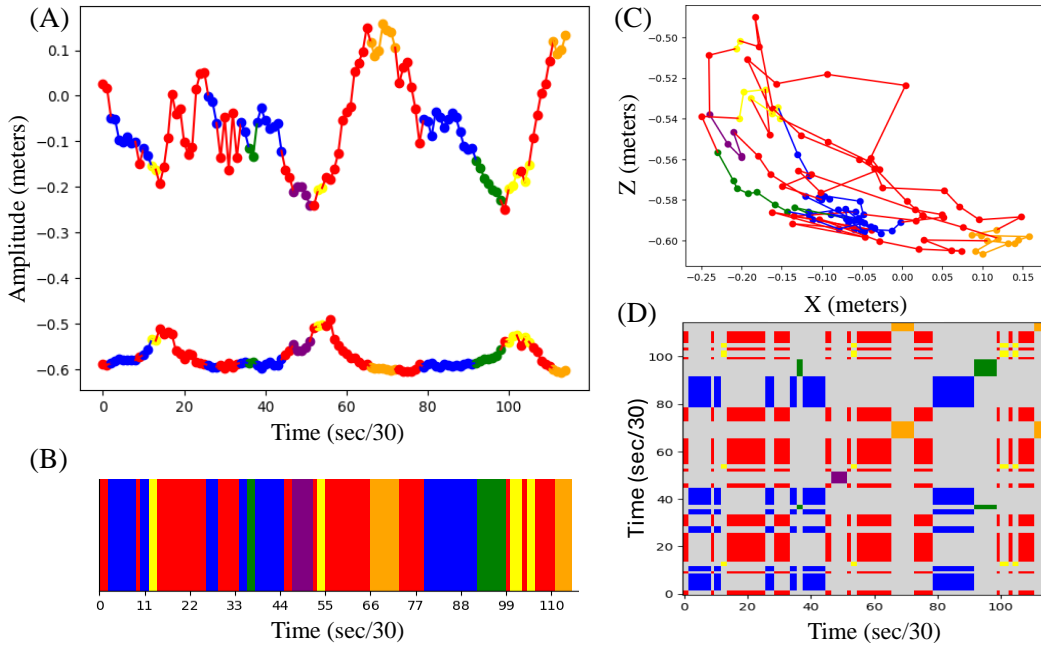 (A)
Amplitude (meters)
0.1
0.0
−0.1
−0.2
−0.3
−0.4
−0.5
−0.6
0 20 40 60 80 100
Time (sec/30)
(B)
0 11 22 33 44 55 66 77 88 99 110
Time (sec/30)
(C)
Z (meters)
−0.50
−0.52
−0.54
−0.56
−0.58
−0.60
−0.25 −0.20 −0.15 −0.10 −0.05 0.00 0.05 0.10 0.15
X (meters)
(D)
Time (sec/30)
100
80
60
40
20
0
0 20 40 60 80 100
Time (sec/30)